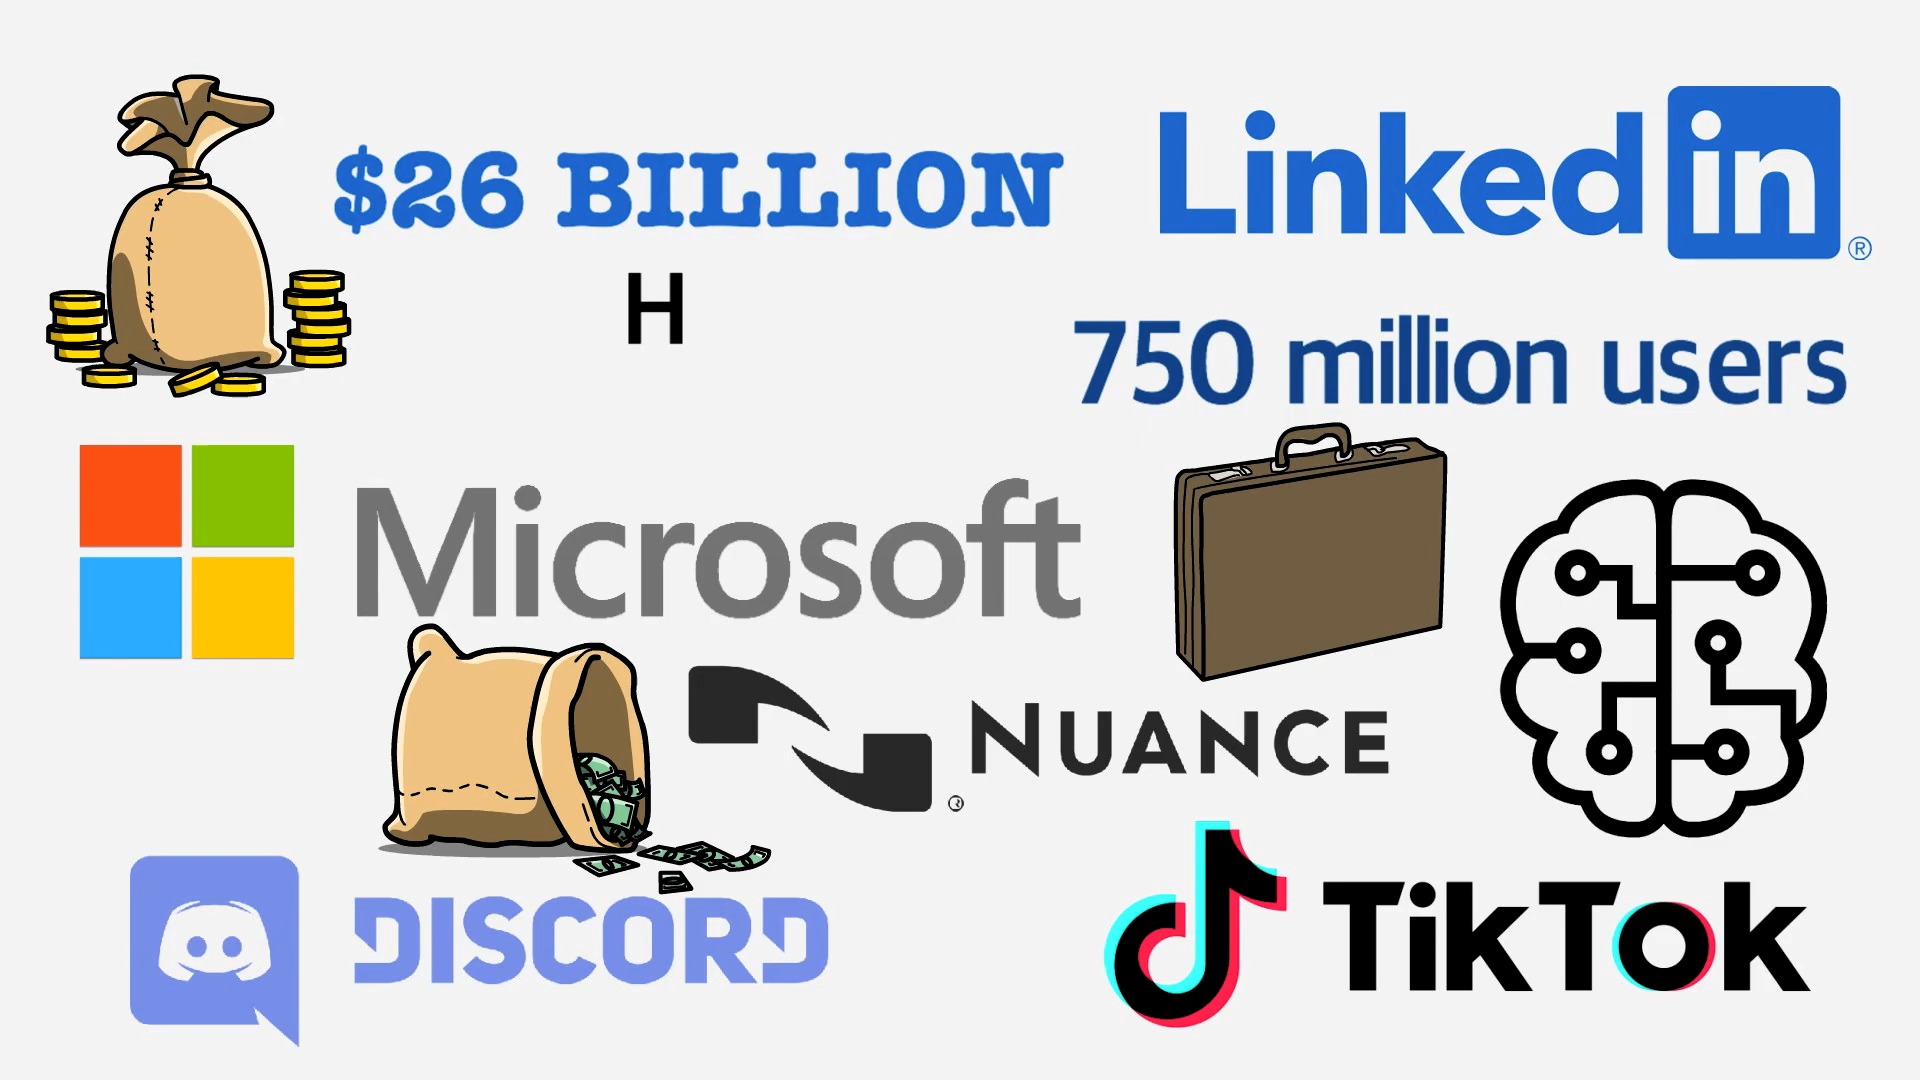 $26 BILLION
LinkedIn®
H
750 million users
Microsoft
NUANCE
®
DISCORD
TikTok